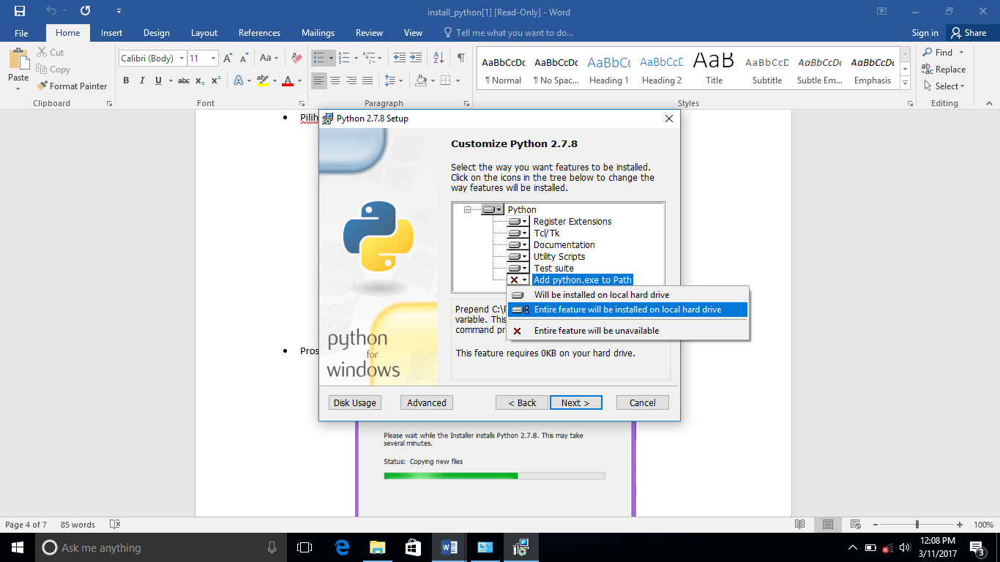 install_python[1] [Read-Only] - Word
File Home Insert Design Layout References Mailings Review View Tell me what you want to do... Sign in Share
Paste
Cut
Copy
Format Painter
Clipboard
Calibri (Body) 11 A A Aa
B I U abc x₂ x² A ab A
Font
Paragraph
AaBbCcDc AaBbCcDc AaBbCc AaBbCcD AaB AaBbCcD AaBbCcDc AaBbCcDc
¶ Normal ¶ No Spac... Heading 1 Heading 2 Title Subtitle Subtle Em... Emphasis
Styles
Find
Replace
Select
Editing
• Pilih
Python 2.7.8 Setup
Customize Python 2.7.8
Select the way you want features to be installed.
Click on the icons in the tree below to change the
way features will be installed.
Python
Register Extensions
Tcl/Tk
Documentation
Utility Scripts
Test suite
Add python.exe to Path
Will be installed on local hard drive
Entire feature will be installed on local hard drive
Entire feature will be unavailable
Prepend C:\
variable. This
command
This feature requires 0KB on your hard drive.
python
for
windows
Disk Usage Advanced < Back Next > Cancel
• Pros
Please wait while the Installer installs Python 2.7.8. This may take
several minutes.
Status: Copying new files
Page 4 of 7 85 words 100%
Ask me anything
12:08 PM
3/11/2017
3